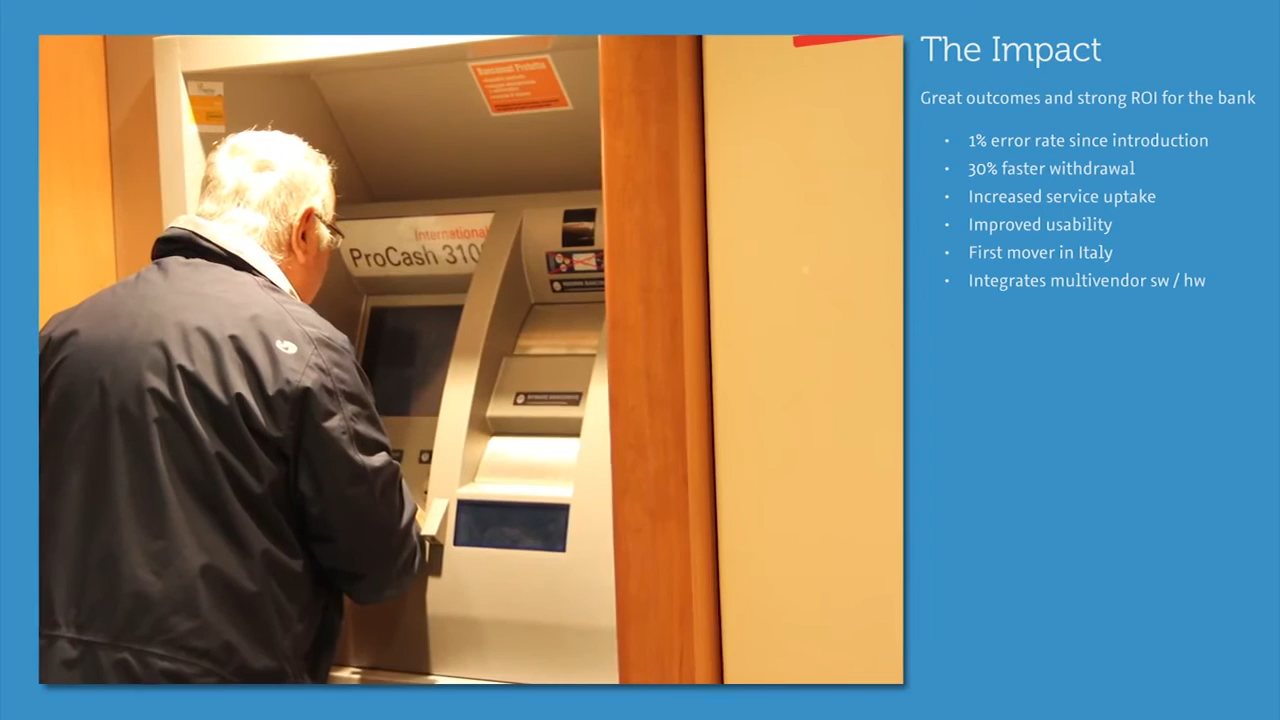 The Impact
Great outcomes and strong ROI for the bank
• 1% error rate since introduction
• 30% faster withdrawal
• Increased service uptake
• Improved usability
• First mover in Italy
• Integrates multivendor sw / hw
International
ProCash 310